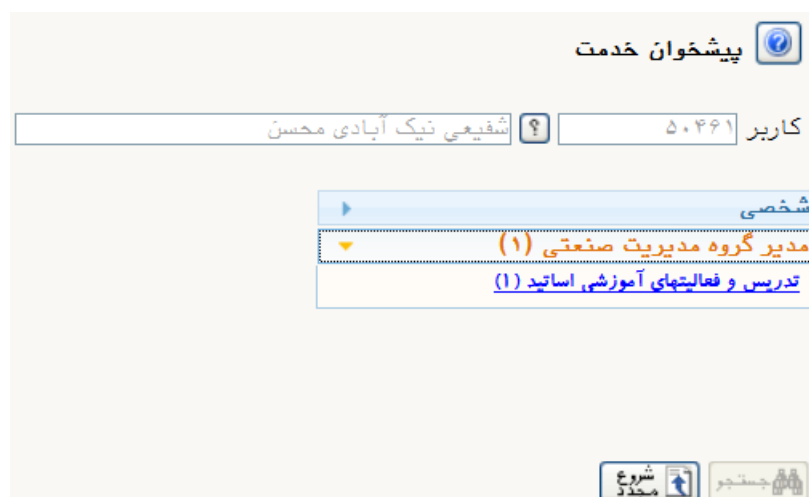 پیشخوان خدمت
کاربر ۵۰۴۶۱ ؟ شفیعی نیک آبادی محسن
شخصی
مدیر گروه مدیریت صنعتی (۱)
تدریس و فعالیتهای آموزشی اساتید (۱)
جستجو شروع مجدد